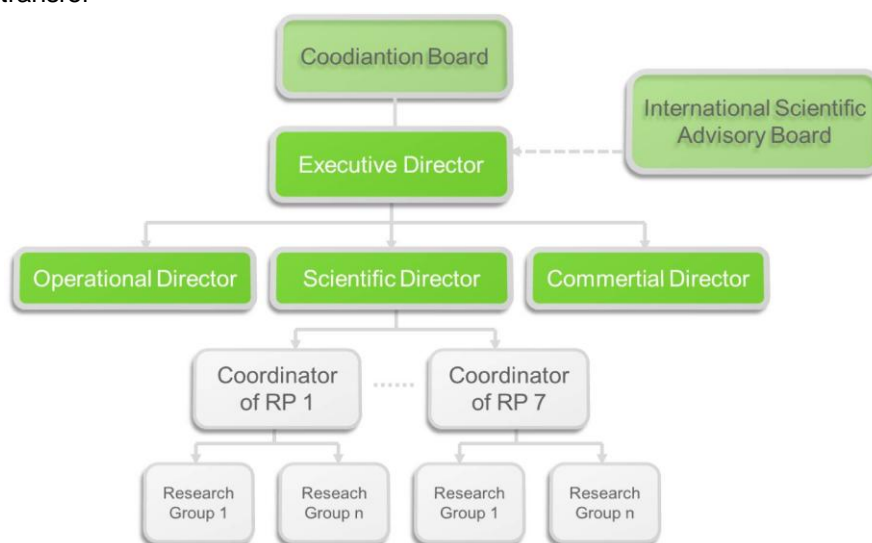 Coodiantion Board
International Scientific
Advisory Board
Executive Director
Operational Director
Scientific Director
Commertial Director
Coordinator
of RP 1
........
Coordinator
of RP 7
Research
Group 1
Reseach
Group n
Research
Group 1
Research
Group n